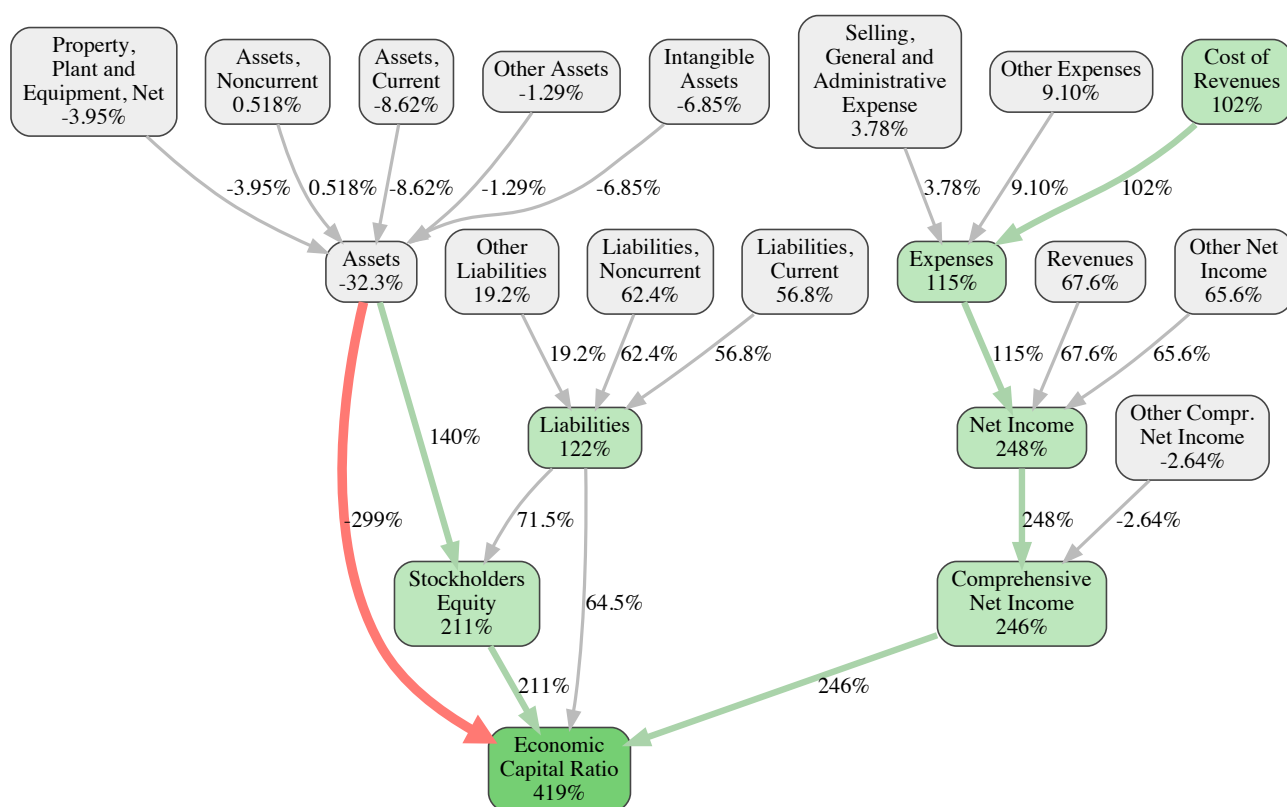 Property,
Plant and
Equipment, Net
-3.95%
Assets,
Noncurrent
0.518%
Assets,
Current
-8.62%
Other Assets
-1.29%
Intangible
Assets
-6.85%
Selling,
General and
Administrative
Expense
3.78%
Other Expenses
9.10%
Cost of
Revenues
102%
-3.95%
0.518%
-8.62%
-1.29%
-6.85%
3.78%
9.10%
102%
Assets
-32.3%
Other
Liabilities
19.2%
Liabilities,
Noncurrent
62.4%
Liabilities,
Current
56.8%
Expenses
115%
Revenues
67.6%
Other Net
Income
65.6%
19.2%
62.4%
56.8%
115%
67.6%
65.6%
140%
Liabilities
122%
Net Income
248%
Other Compr.
Net Income
-2.64%
-299%
71.5%
248%
-2.64%
Stockholders
Equity
211%
64.5%
Comprehensive
Net Income
246%
211%
246%
Economic
Capital Ratio
419%